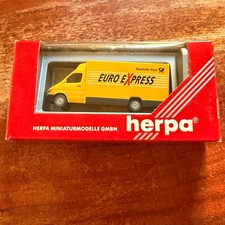 Deutsche Post
EURO EXPRESS
HERPA MINIATURMODELLE GMBH
herpa